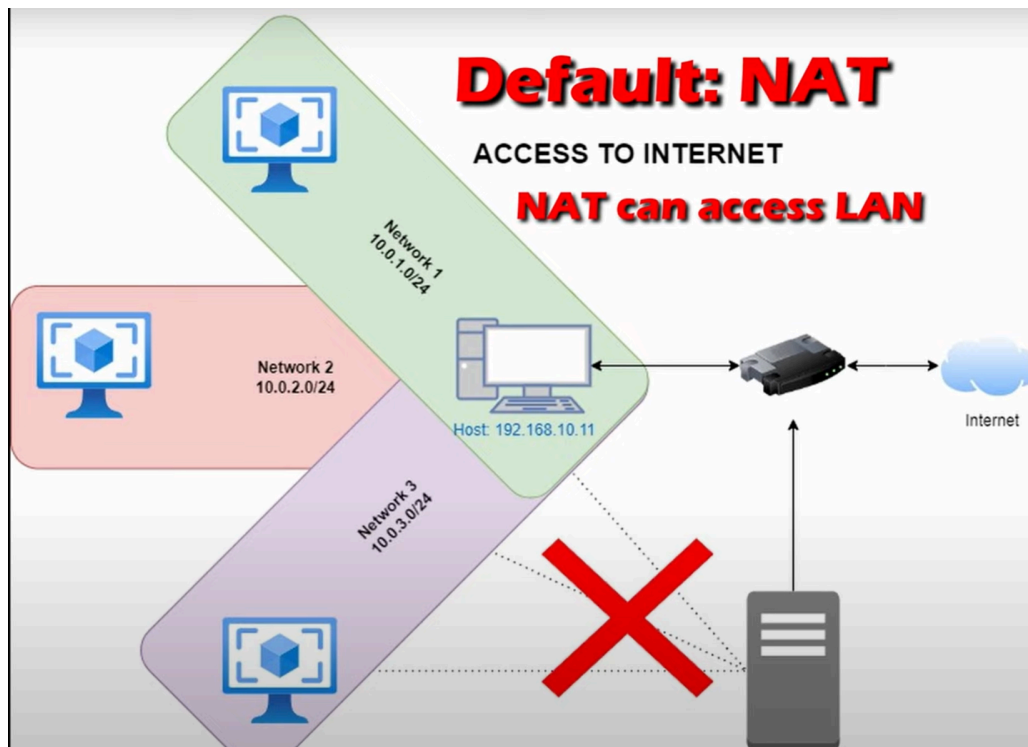 Default: NAT
ACCESS TO INTERNET
NAT can access LAN
Network 1
10.0.1.0/24
Network 2
10.0.2.0/24
Host: 192.168.10.11
Internet
Network 3
10.0.3.0/24